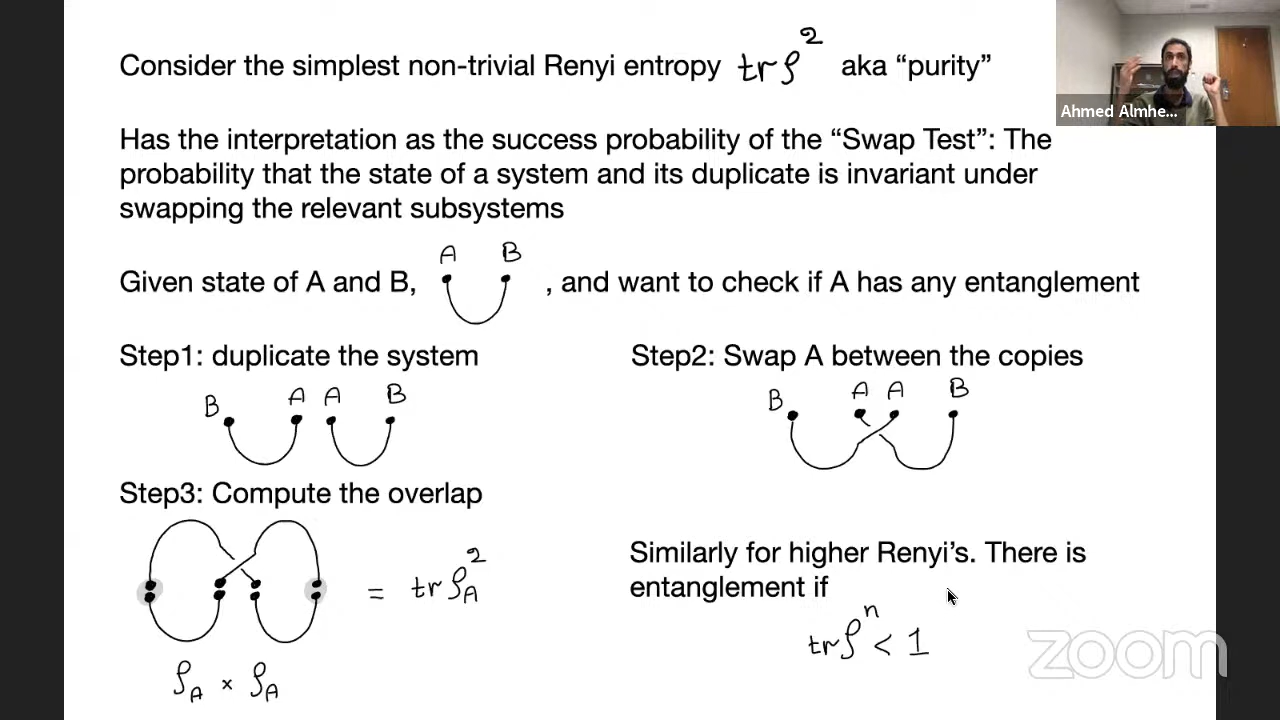 Consider the simplest non-trivial Renyi entropy tr ρ² aka “purity”
Ahmed Almhe...
Has the interpretation as the success probability of the “Swap Test”: The
probability that the state of a system and its duplicate is invariant under
swapping the relevant subsystems
A B
Given state of A and B, , and want to check if A has any entanglement
Step1: duplicate the system
B A A B
Step2: Swap A between the copies
B A A B
Step3: Compute the overlap
= tr ρ_A²
ρ_A × ρ_A
Similarly for higher Renyi’s. There is
entanglement if
tr ρⁿ < 1
zoom